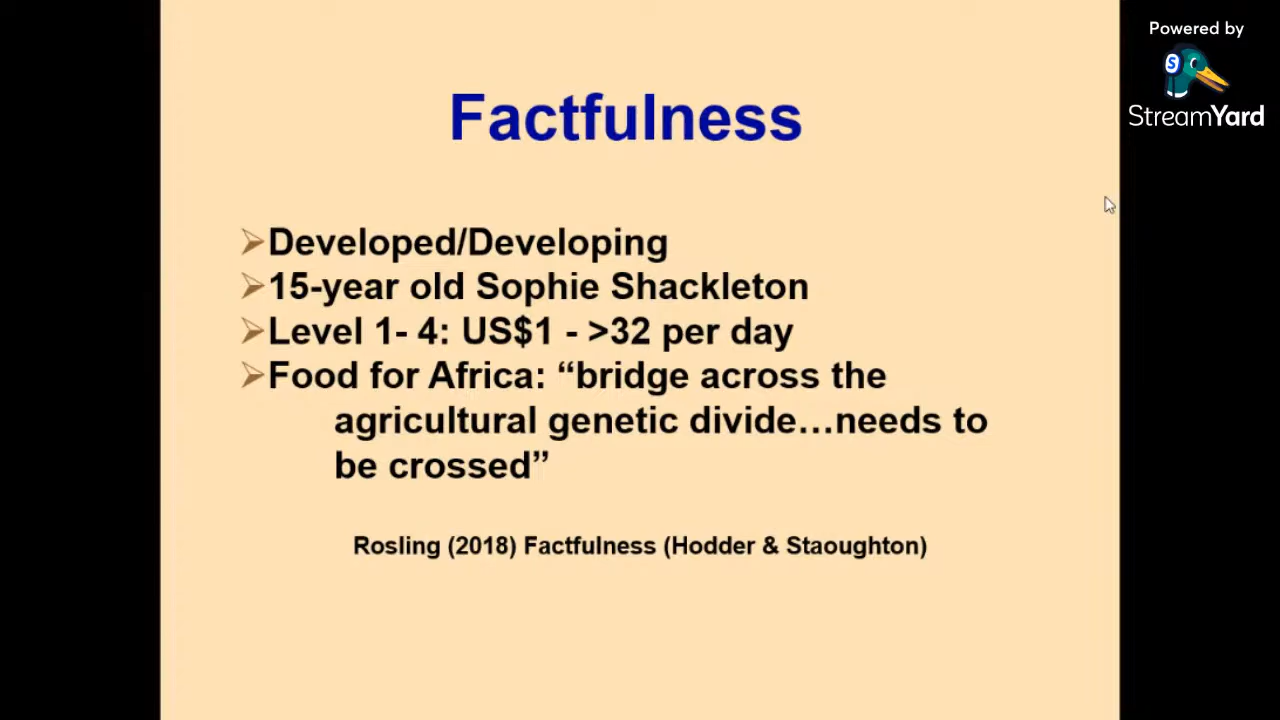 Powered by
StreamYard
Factfulness
➢Developed/Developing
➢15-year old Sophie Shackleton
➢Level 1- 4: US$1 - >32 per day
➢Food for Africa: “bridge across the
agricultural genetic divide…needs to
be crossed”
Rosling (2018) Factfulness (Hodder & Staoughton)